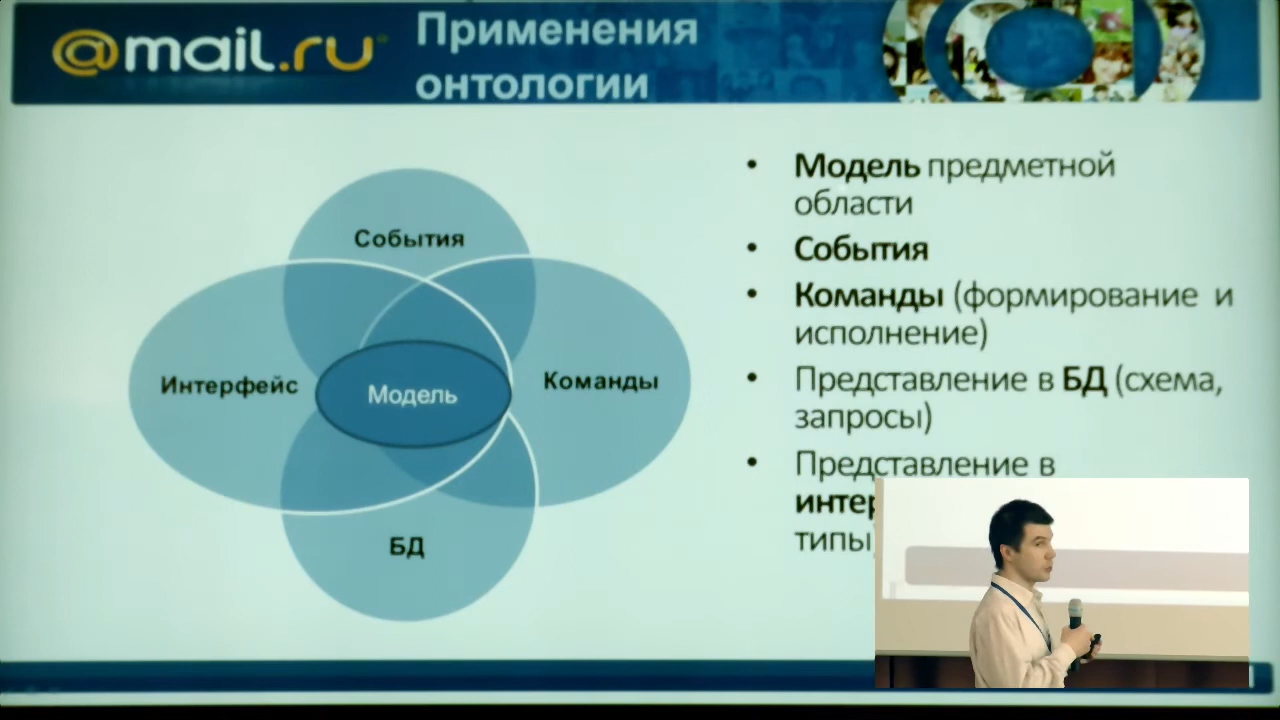 @mail.ru
Применения
онтологии
События
Интерфейс
Модель
Команды
БД
• Модель предметной
области
• События
• Команды (формирование и
исполнение)
• Представление в БД (схема,
запросы)
• Представление в
типы